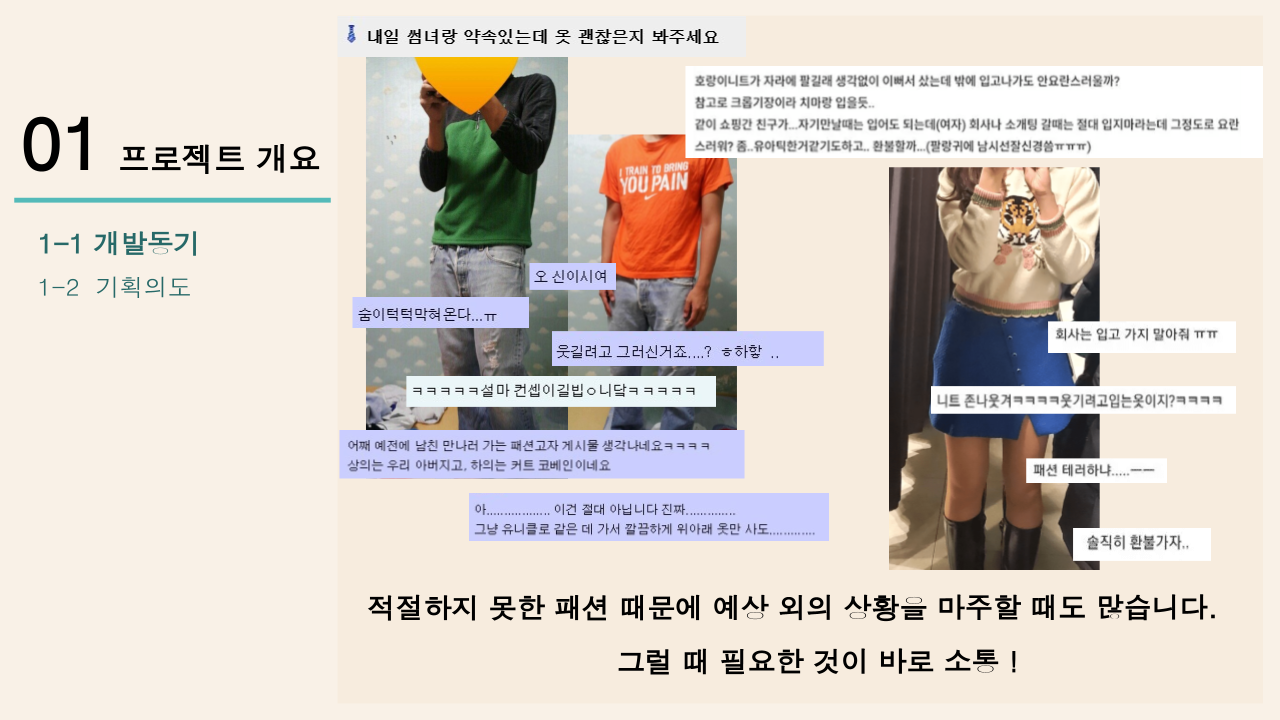 01 프로젝트 개요
1-1 개발동기
1-2 기획의도
내일 썸녀랑 약속있는데 옷 괜찮은지 봐주세요
호랑이니트가 자라에 팔길래 생각없이 이뻐서 샀는데 밖에 입고나가도 안요란스러울까?
참고로 크롭기장이라 치마랑 입을듯..
같이 쇼핑간 친구가...자기만날때는 입어도 되는데(여자) 회사나 소개팅 갈때는 절대 입지마라는데 그정도로 요란
스러워? 좀..유아틱한거같기도하고.. 환불할까...(팔랑귀에 남시선잘신경씀ㅠㅠㅠ)
I TRAIN TO BRING
YOU PAIN
오 신이시여
숨이턱턱막혀온다...ㅠ
웃길려고 그러신거죠....? ㅎ하핳 ..
ㅋㅋㅋㅋㅋ설마 컨셉이길빕ㅇ니닼ㅋㅋㅋㅋㅋ
어째 예전에 남친 만나러 가는 패션고자 게시물 생각나네요ㅋㅋㅋㅋ
상의는 우리 아버지고, 하의는 커트 코베인이네요
아.................. 이건 절대 아닙니다 진짜..............
그냥 유니클로 같은 데 가서 깔끔하게 위아래 옷만 사도.............
회사는 입고 가지 말아줘 ㅠㅠ
니트 존나웃겨ㅋㅋㅋㅋ웃기려고입는옷이지?ㅋㅋㅋㅋ
패션 테러하냐.....ㅡㅡ
솔직히 환불가자..
적절하지 못한 패션 때문에 예상 외의 상황을 마주할 때도 많습니다.
그럴 때 필요한 것이 바로 소통 !